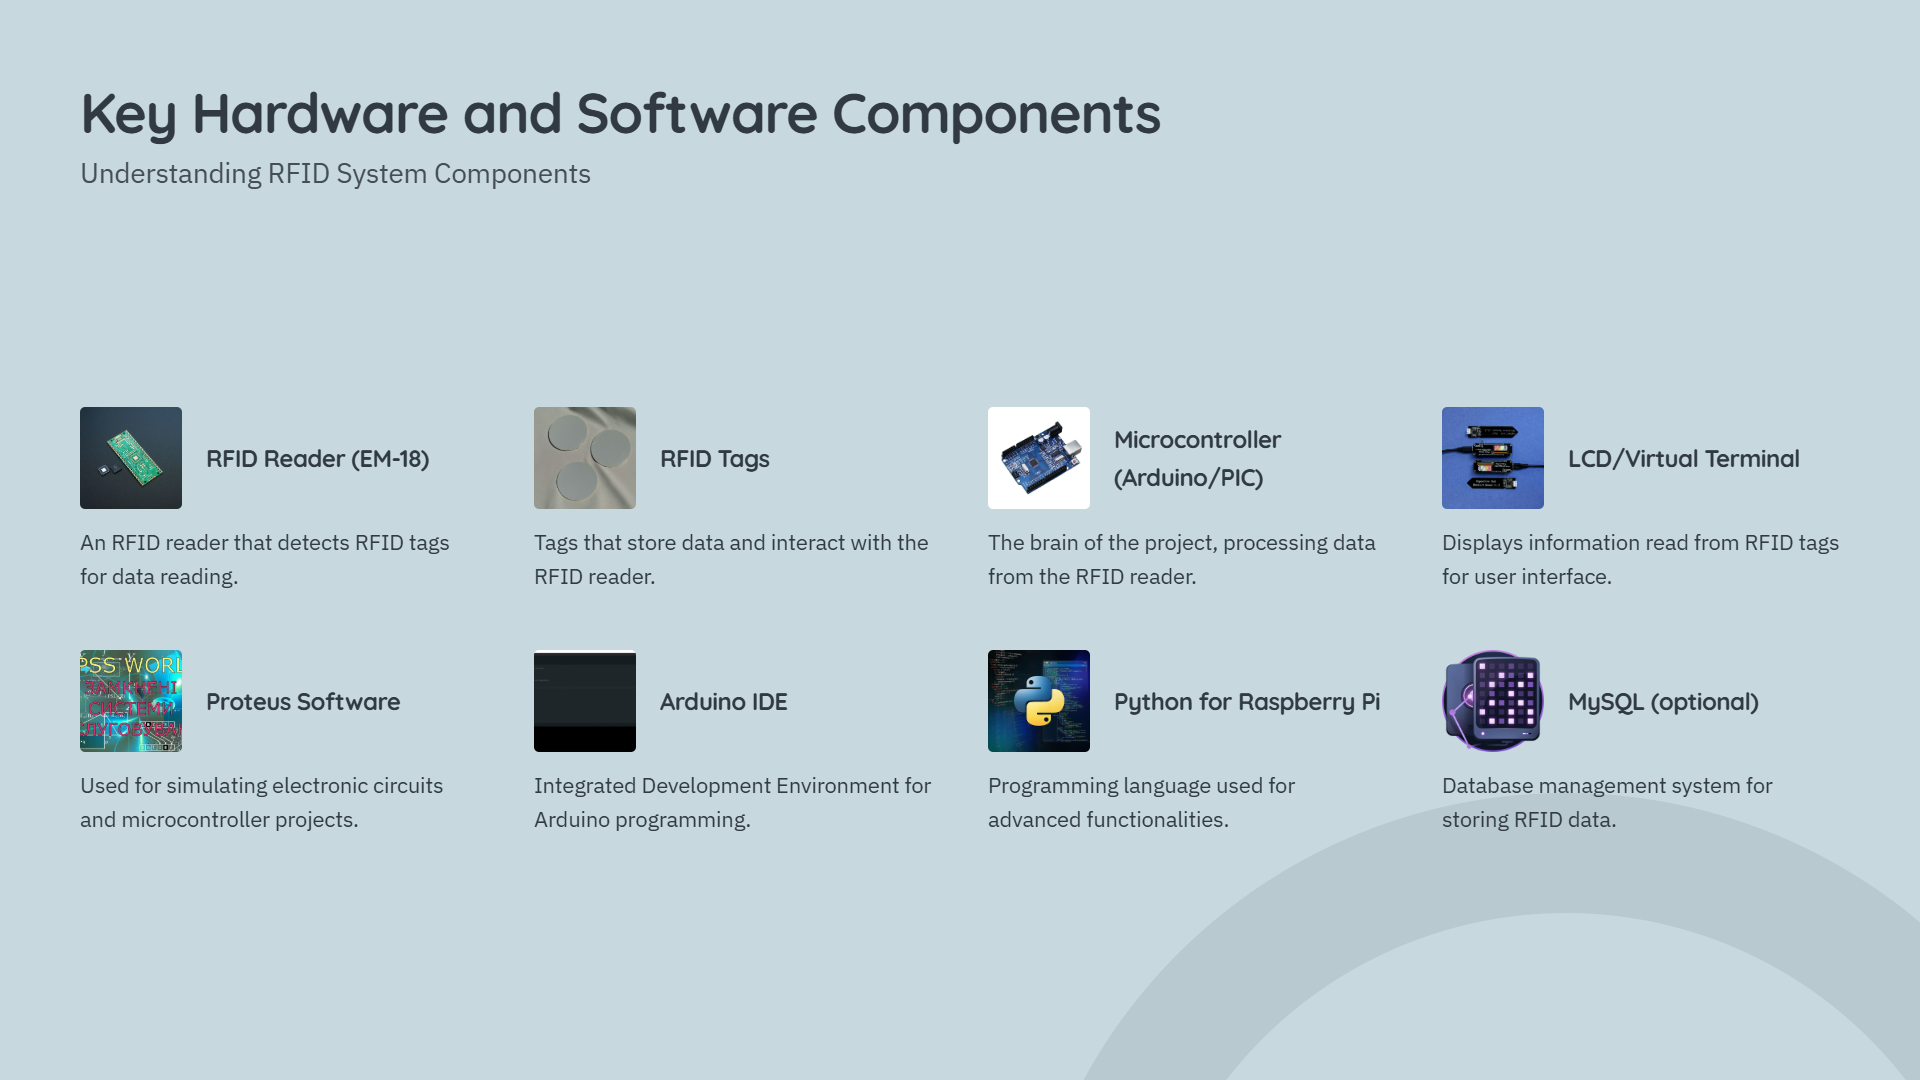 Key Hardware and Software Components
Understanding RFID System Components
RFID Reader (EM-18)
An RFID reader that detects RFID tags
for data reading.
RFID Tags
Tags that store data and interact with the
RFID reader.
Microcontroller
(Arduino/PIC)
The brain of the project, processing data
from the RFID reader.
LCD/Virtual Terminal
Displays information read from RFID tags
for user interface.
PSS WORL
ЗАМКНЕНІ
СИСТЕМИ
Proteus Software
Used for simulating electronic circuits
and microcontroller projects.
Arduino IDE
Integrated Development Environment for
Arduino programming.
Python for Raspberry Pi
Programming language used for
advanced functionalities.
MySQL (optional)
Database management system for
storing RFID data.